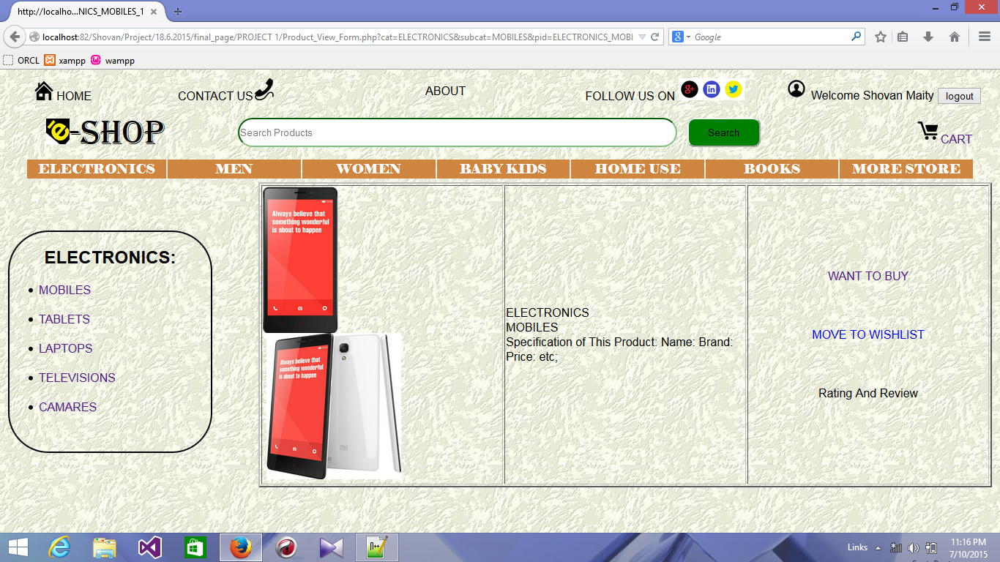 http://localho...NICS_MOBILES_1
localhost:82/Shovan/Project/18.6.2015/final_page/PROJECT 1/Product_View_Form.php?cat=ELECTRONICS&subcat=MOBILES&pid=ELECTRONICS_MOBI
Google
ORCL xampp wampp
HOME CONTACT US ABOUT FOLLOW US ON g+ in Welcome Shovan Maity logout
e-SHOP Search Products Search CART
ELECTRONICS MEN WOMEN BABY KIDS HOME USE BOOKS MORE STORE
ELECTRONICS:
MOBILES
TABLETS
LAPTOPS
TELEVISIONS
CAMARES
Always believe that
something wonderful
is about to happen
Always believe that
something wonderful
is about to happen
mi
ELECTRONICS
MOBILES
Specification of This Product: Name: Brand:
Price: etc;
WANT TO BUY
MOVE TO WISHLIST
Rating And Review
Links
11:16 PM
7/10/2015